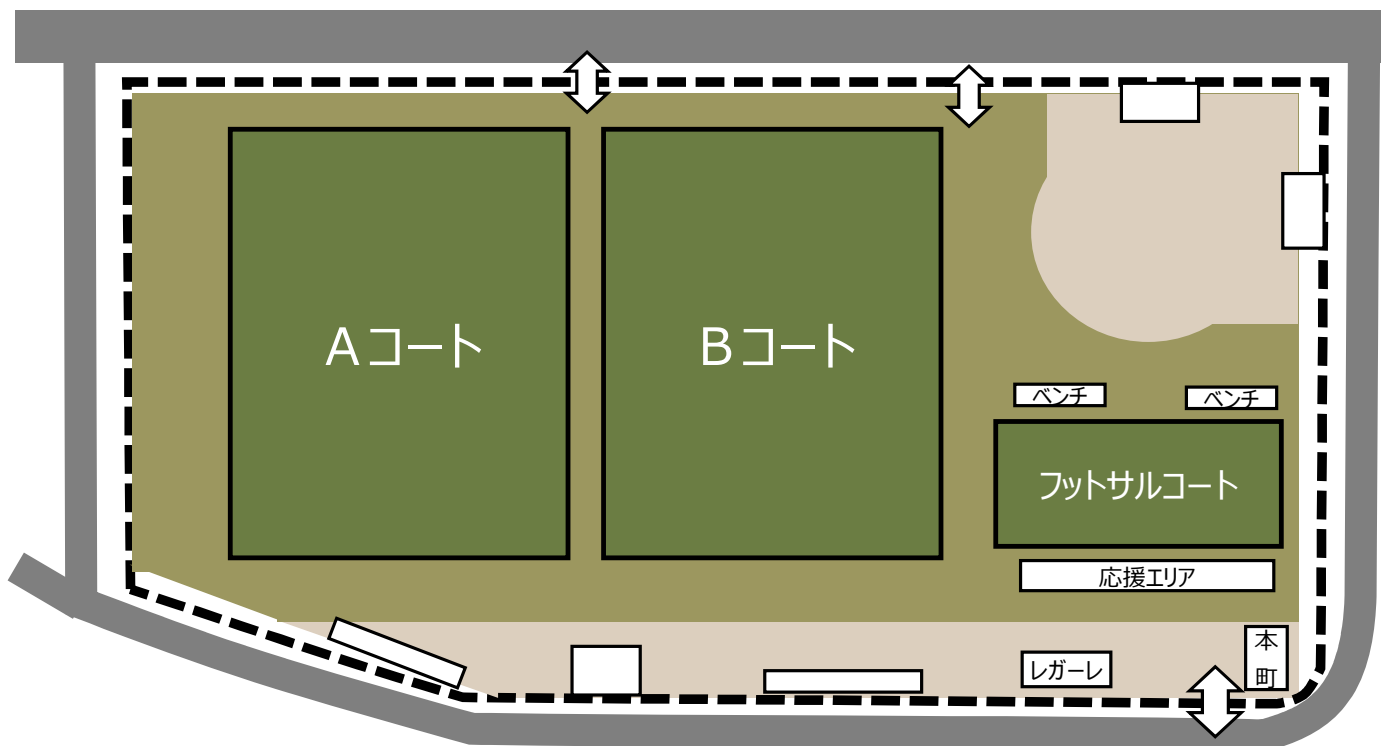 Aコート
Bコート
ベンチ
ベンチ
フットサルコート
応援エリア
レガーレ
本
町